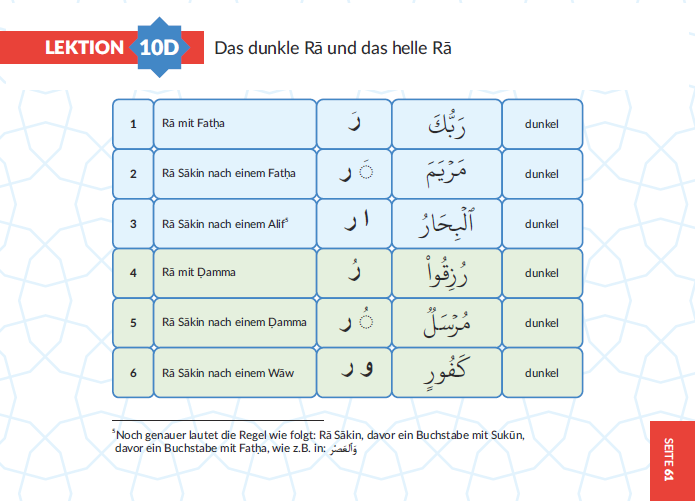 LEKTION 10D Das dunkle Rā und das helle Rā
1 Rā mit Fatḥa رَ رَبُّكَ dunkel
2 Rā Sākin nach einem Fatḥa ◌َ ر مَرْيَمَ dunkel
3 Rā Sākin nach einem Alif⁵ ا ر ٱلْبِحَارُ dunkel
4 Rā mit Ḍamma رُ رُزِقُوا۟ dunkel
5 Rā Sākin nach einem Ḍamma ◌ُ ر مُرْسَلٌ dunkel
6 Rā Sākin nach einem Wāw و ر كَفُورٍ dunkel
⁵Noch genauer lautet die Regel wie folgt: Rā Sākin, davor ein Buchstabe mit Sukūn,
davor ein Buchstabe mit Fatḥa, wie z.B. in: وَٱلْعَصْرِ
SEITE 61